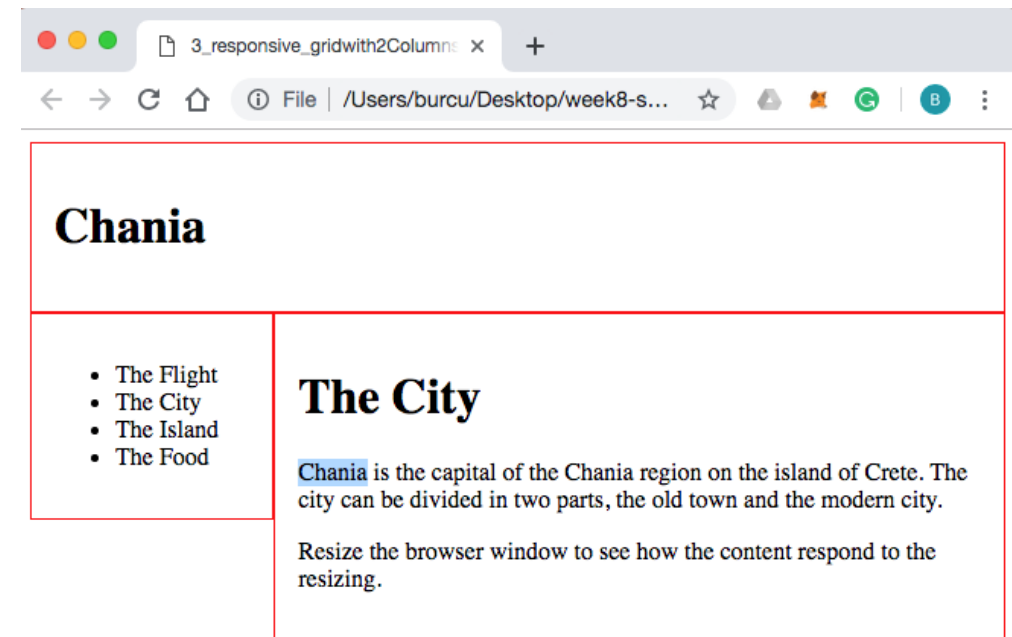 3_responsive_gridwith2Columns
File | /Users/burcu/Desktop/week8-s...
G
B
Chania
• The Flight
• The City
• The Island
• The Food
The City
Chania is the capital of the Chania region on the island of Crete. The
city can be divided in two parts, the old town and the modern city.
Resize the browser window to see how the content respond to the
resizing.